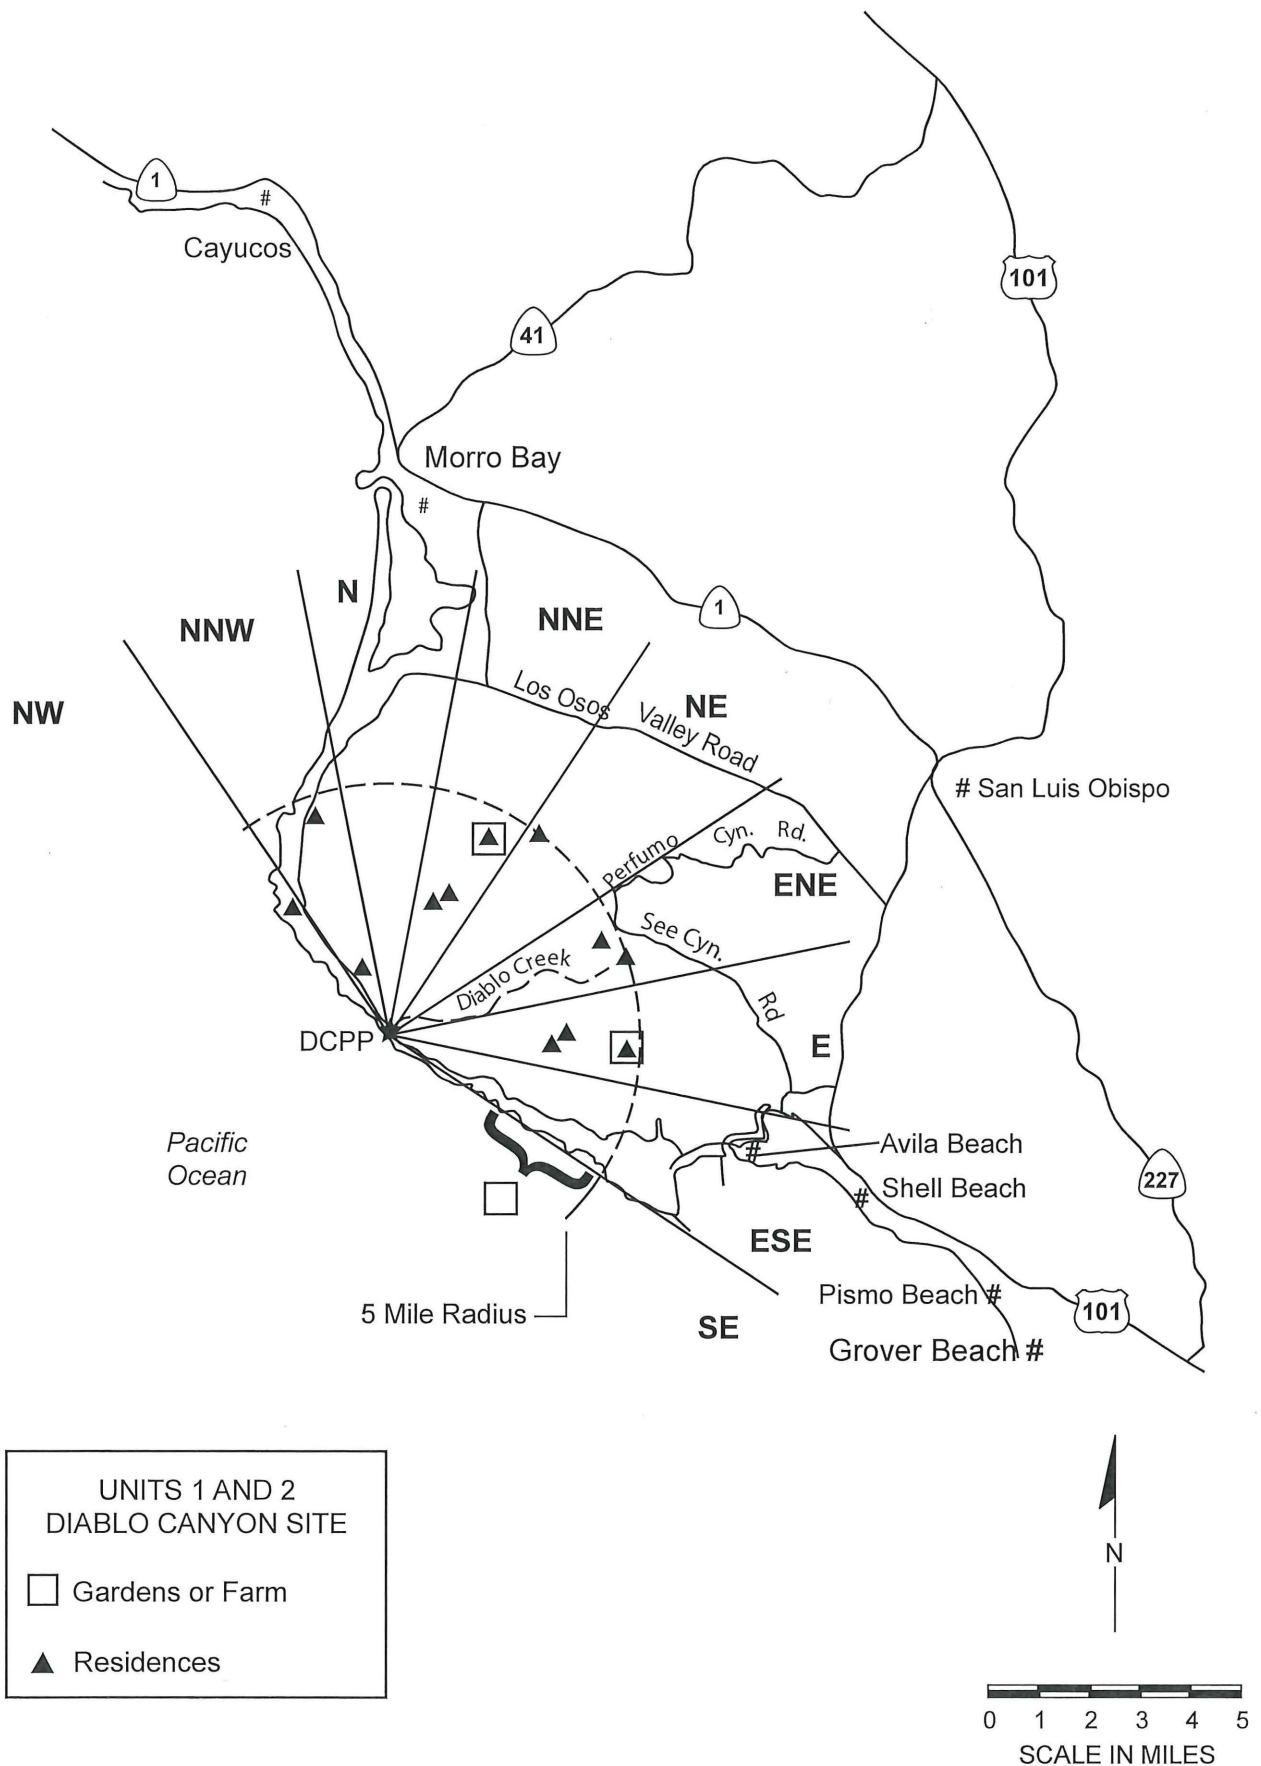 1
#
Cayucos
101
41
Morro Bay
#
N
NNW
NNE
1
NW
NE
Los Osos
Valley Road
# San Luis Obispo
Perfumo
Cyn.
Rd.
ENE
See Cyn.
Rd
Diablo Creek
DCPP
E
Pacific
Ocean
Avila Beach
#
Shell Beach
#
227
ESE
Pismo Beach #
5 Mile Radius
SE
101
Grover Beach #
UNITS 1 AND 2
DIABLO CANYON SITE
Gardens or Farm
Residences
N
0 1 2 3 4 5
SCALE IN MILES